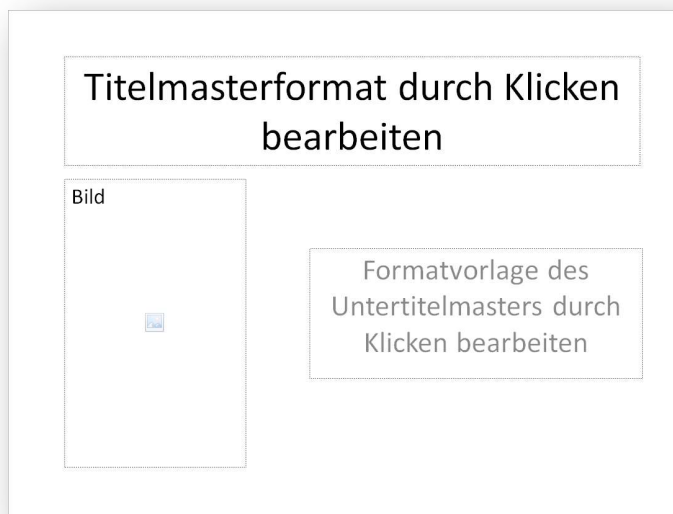 Titelmasterformat durch Klicken
bearbeiten
Bild
Formatvorlage des
Untertitelmasters durch
Klicken bearbeiten